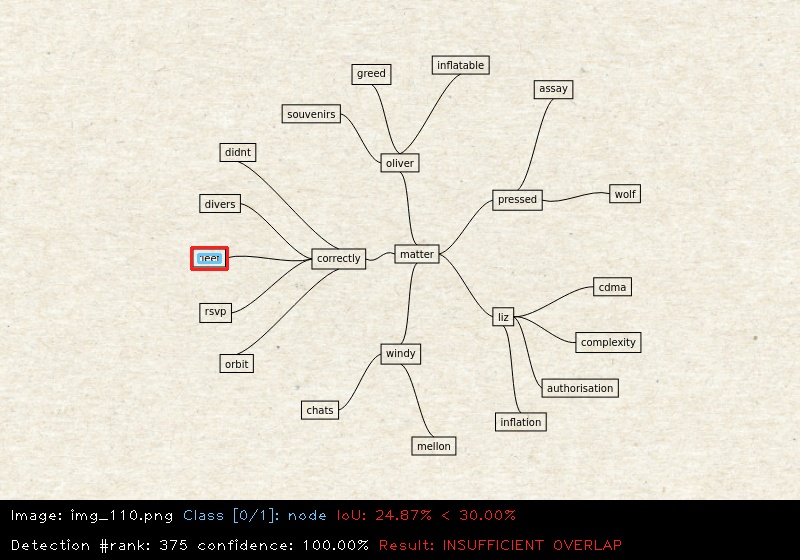 inflatable
greed
assay
souvenirs
didnt
oliver
wolf
pressed
divers
matter
correctly
cdma
rsvp
liz
complexity
windy
orbit
authorisation
chats
inflation
mellon
Image: img_110.png Class [0/1]: node IoU: 24.87% < 30.00%
Detection #rank: 375 confidence: 100.00% Result: INSUFFICIENT OVERLAP